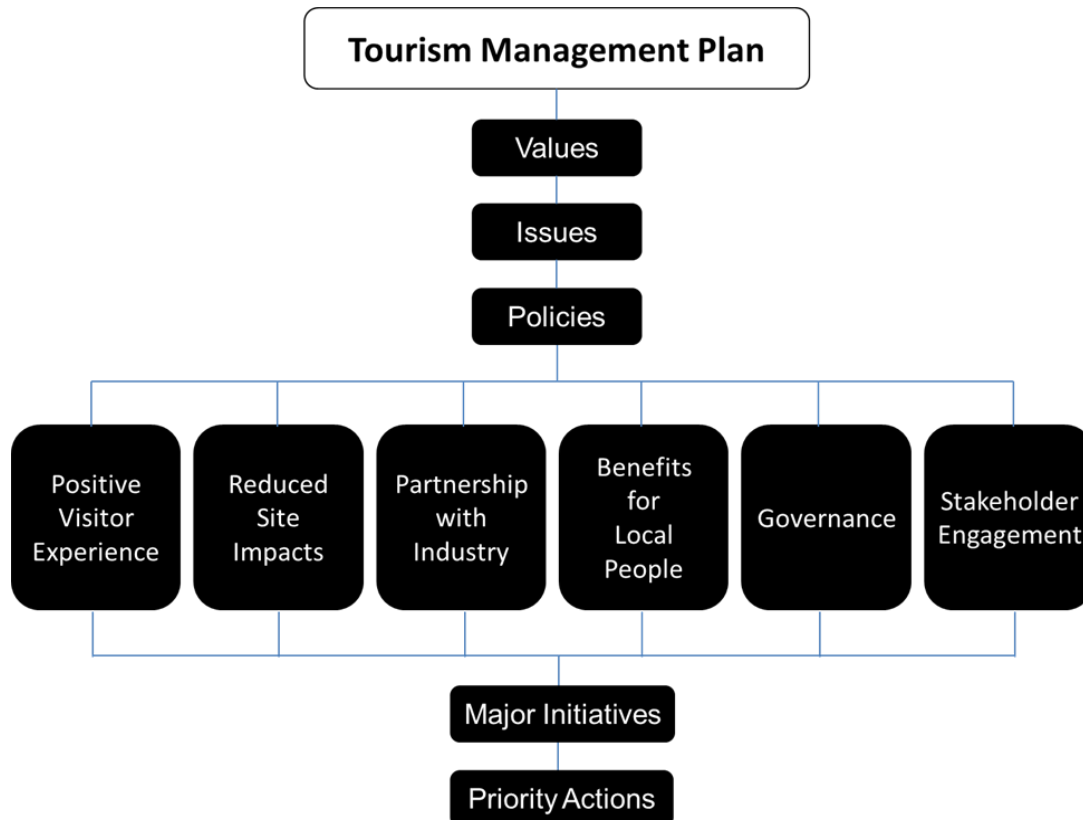 Tourism Management Plan
Values
Issues
Policies
Positive
Visitor
Experience
Reduced
Site
Impacts
Partnership
with
Industry
Benefits
for
Local
People
Governance
Stakeholder
Engagement
Major Initiatives
Priority Actions